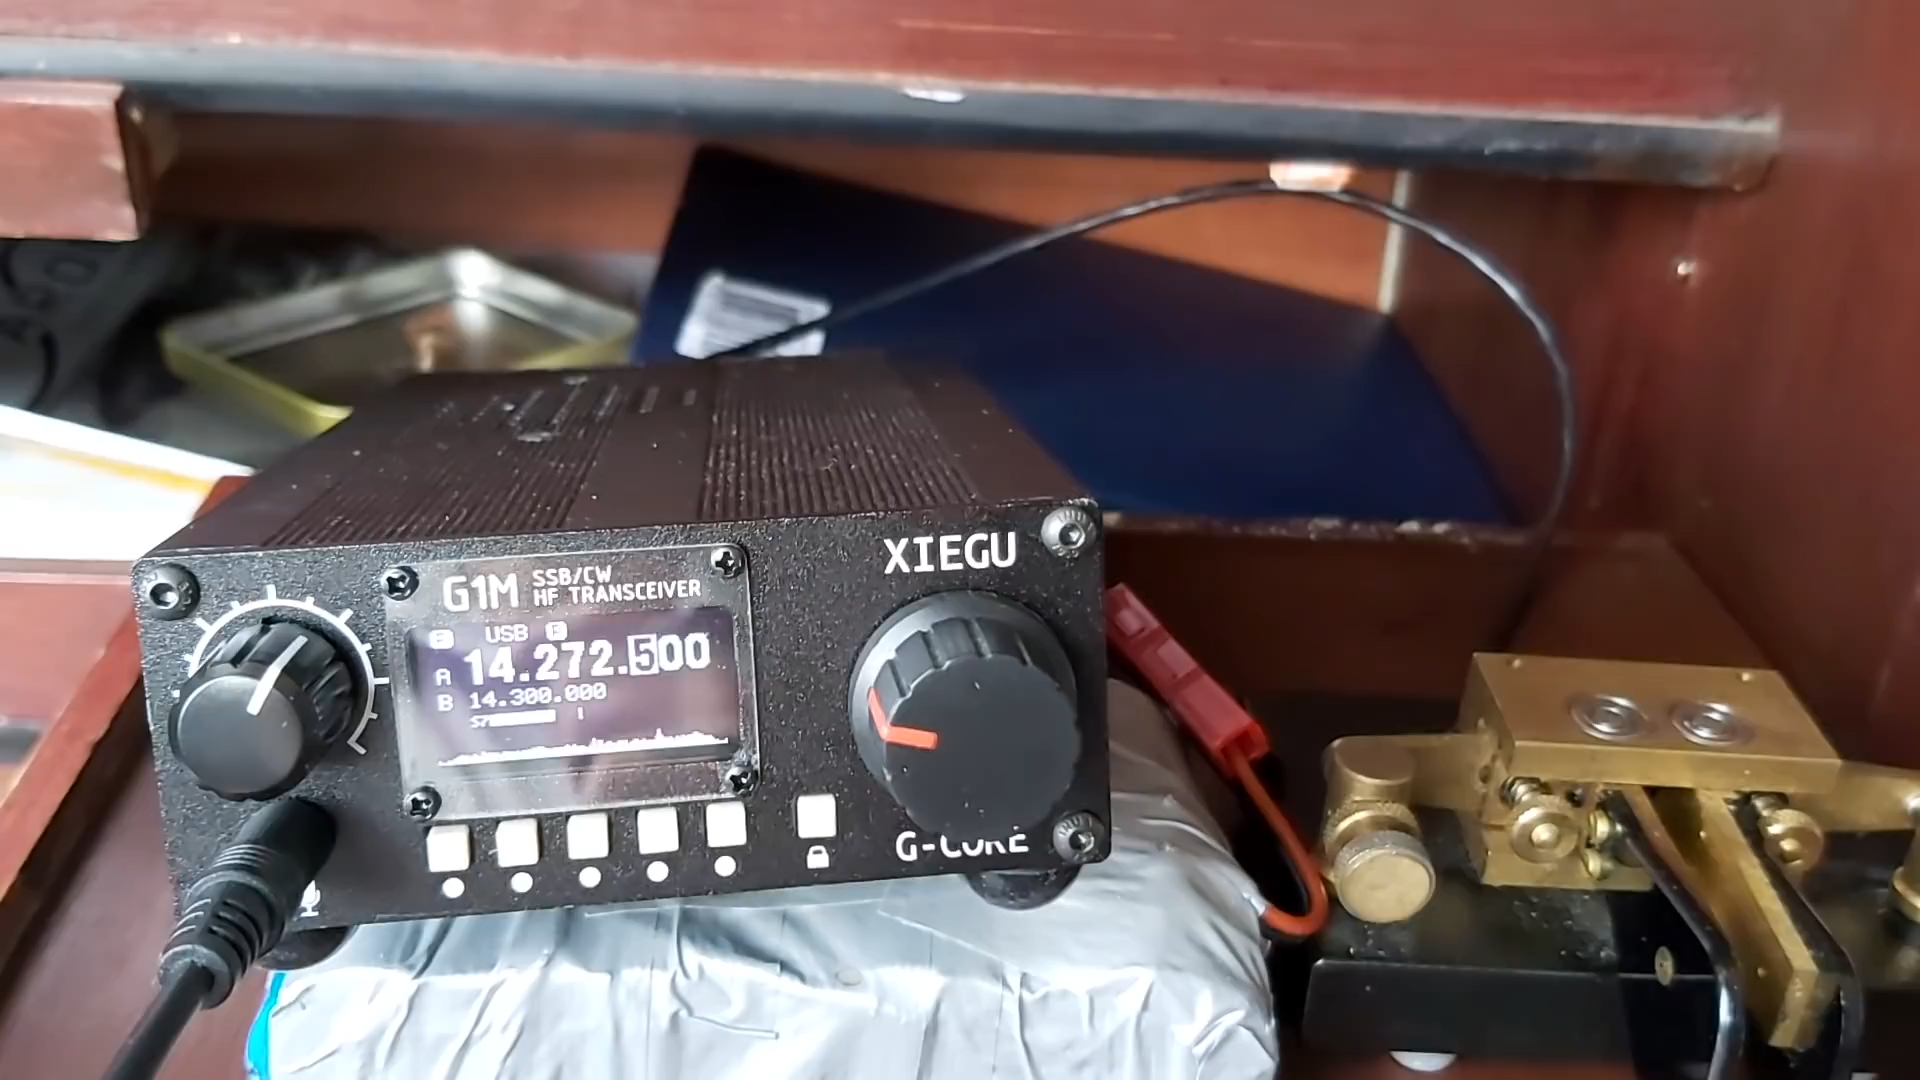 XIEGU
G1M SSB/CW
HF TRANSCEIVER
USB
A 14.272.500
B 14.300.000
S7
G-CORE